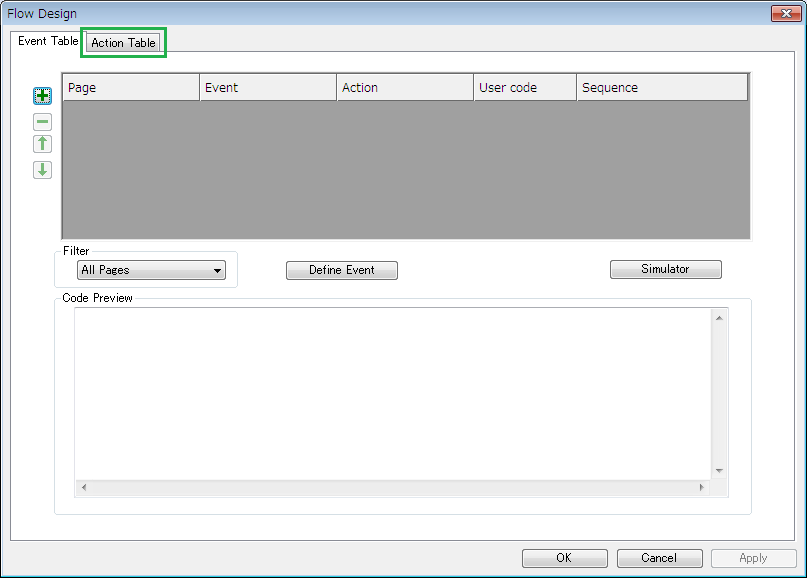 Flow Design
Event Table Action Table
Page Event Action User code Sequence
Filter
All Pages Define Event Simulator
Code Preview
OK Cancel Apply